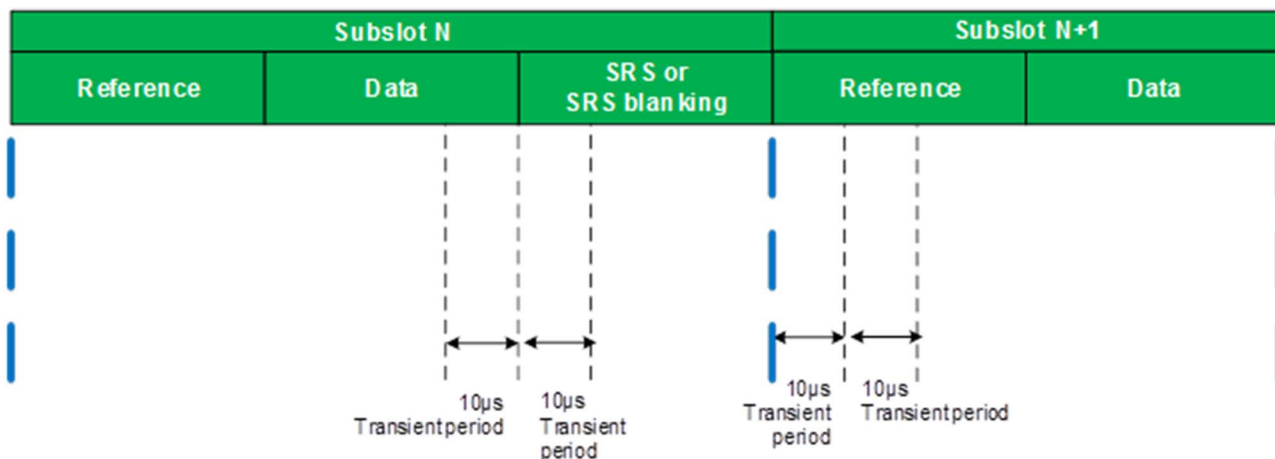 Subslot N
Subslot N+1
Reference
Data
SRS or
SRS blanking
Reference
Data
10µs
Transient period
10µs
Transient
period
10µs
Transient
period
10µs
Transient period